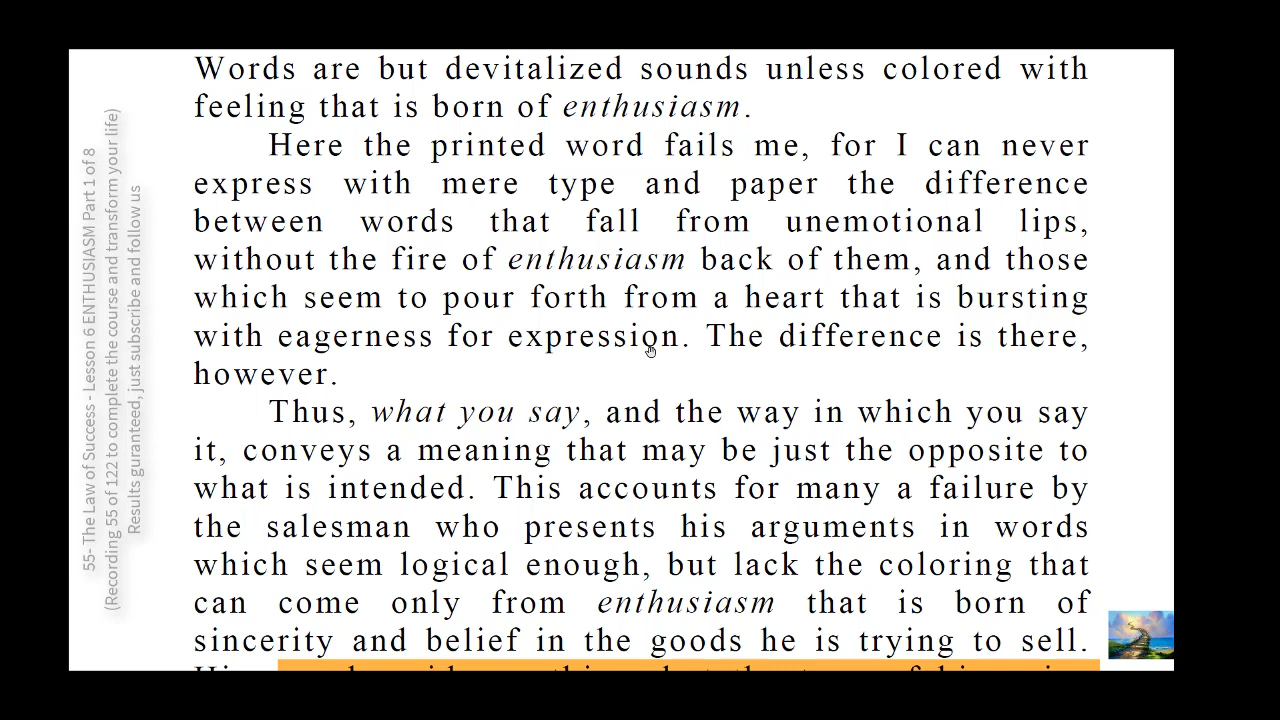 Words are but devitalized sounds unless colored with
feeling that is born of enthusiasm.
Here the printed word fails me, for I can never
express with mere type and paper the difference
between words that fall from unemotional lips,
without the fire of enthusiasm back of them, and those
which seem to pour forth from a heart that is bursting
with eagerness for expression. The difference is there,
however.
Thus, what you say, and the way in which you say
it, conveys a meaning that may be just the opposite to
what is intended. This accounts for many a failure by
the salesman who presents his arguments in words
which seem logical enough, but lack the coloring that
can come only from enthusiasm that is born of
sincerity and belief in the goods he is trying to sell.
55- The Law of Success - Lesson 6 ENTHUSIASM Part 1 of 8
(Recording 55 of 122 to complete the course and transform your life)
Results guranteed, just subscribe and follow us